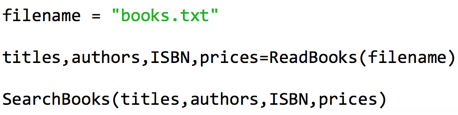 filename = "books.txt"
titles,authors,ISBN,prices=ReadBooks(filename)
SearchBooks(titles,authors,ISBN,prices)